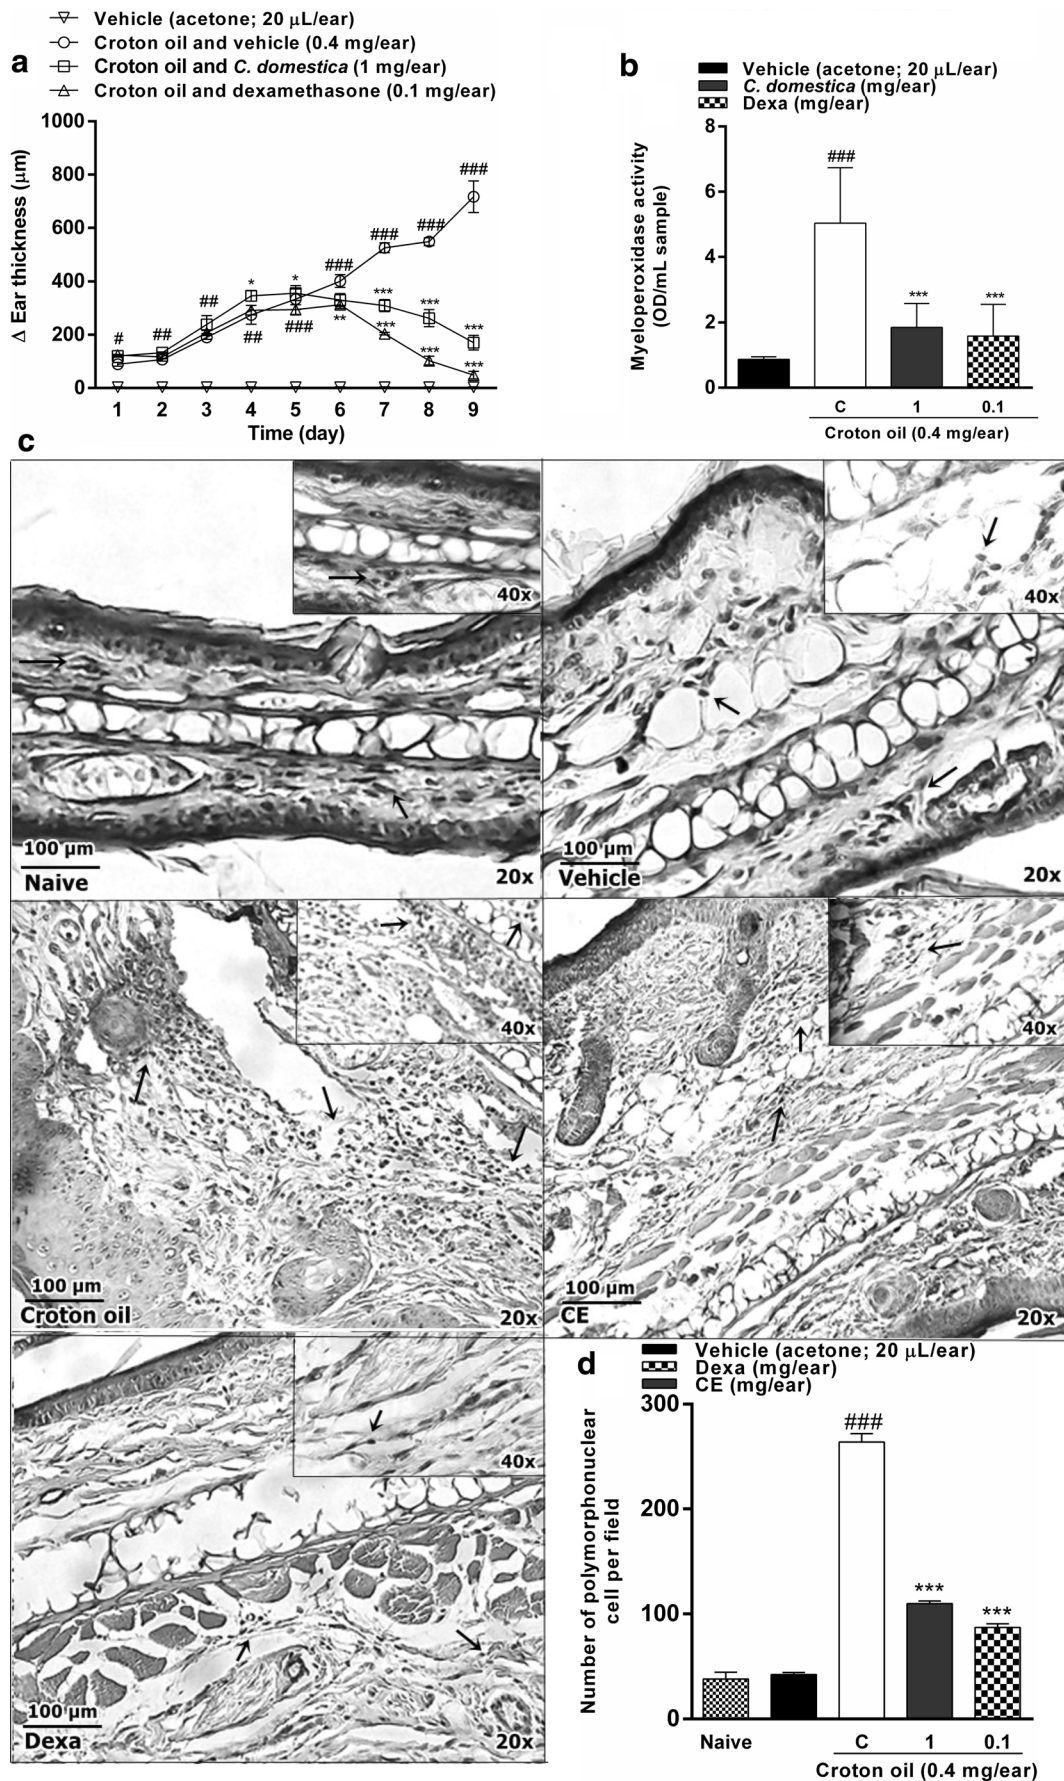 a
Vehicle (acetone; 20 μL/ear)
Croton oil and vehicle (0.4 mg/ear)
Croton oil and C. domestica (1 mg/ear)
Croton oil and dexamethasone (0.1 mg/ear)
Δ Ear thickness (μm)
1000
800
600
400
200
0
# ## ## * * ### ### ### ###
## ### ** *** *** ***
*** *** ***
1 2 3 4 5 6 7 8 9
Time (day)
b
Vehicle (acetone; 20 μL/ear)
C. domestica (mg/ear)
Dexa (mg/ear)
Myeloperoxidase activity
(OD/mL sample)
8
6
4
2
0
###
*** ***
C 1 0.1
Croton oil (0.4 mg/ear)
c
40x
100 μm
Naive
20x
40x
100 μm
Vehicle
20x
40x
100 μm
Croton oil
20x
40x
100 μm
CE
20x
40x
100 μm
Dexa
20x
d
Vehicle (acetone; 20 μL/ear)
Dexa (mg/ear)
CE (mg/ear)
Number of polymorphonuclear
cell per field
300
200
100
0
###
***
***
Naive C 1 0.1
Croton oil (0.4 mg/ear)